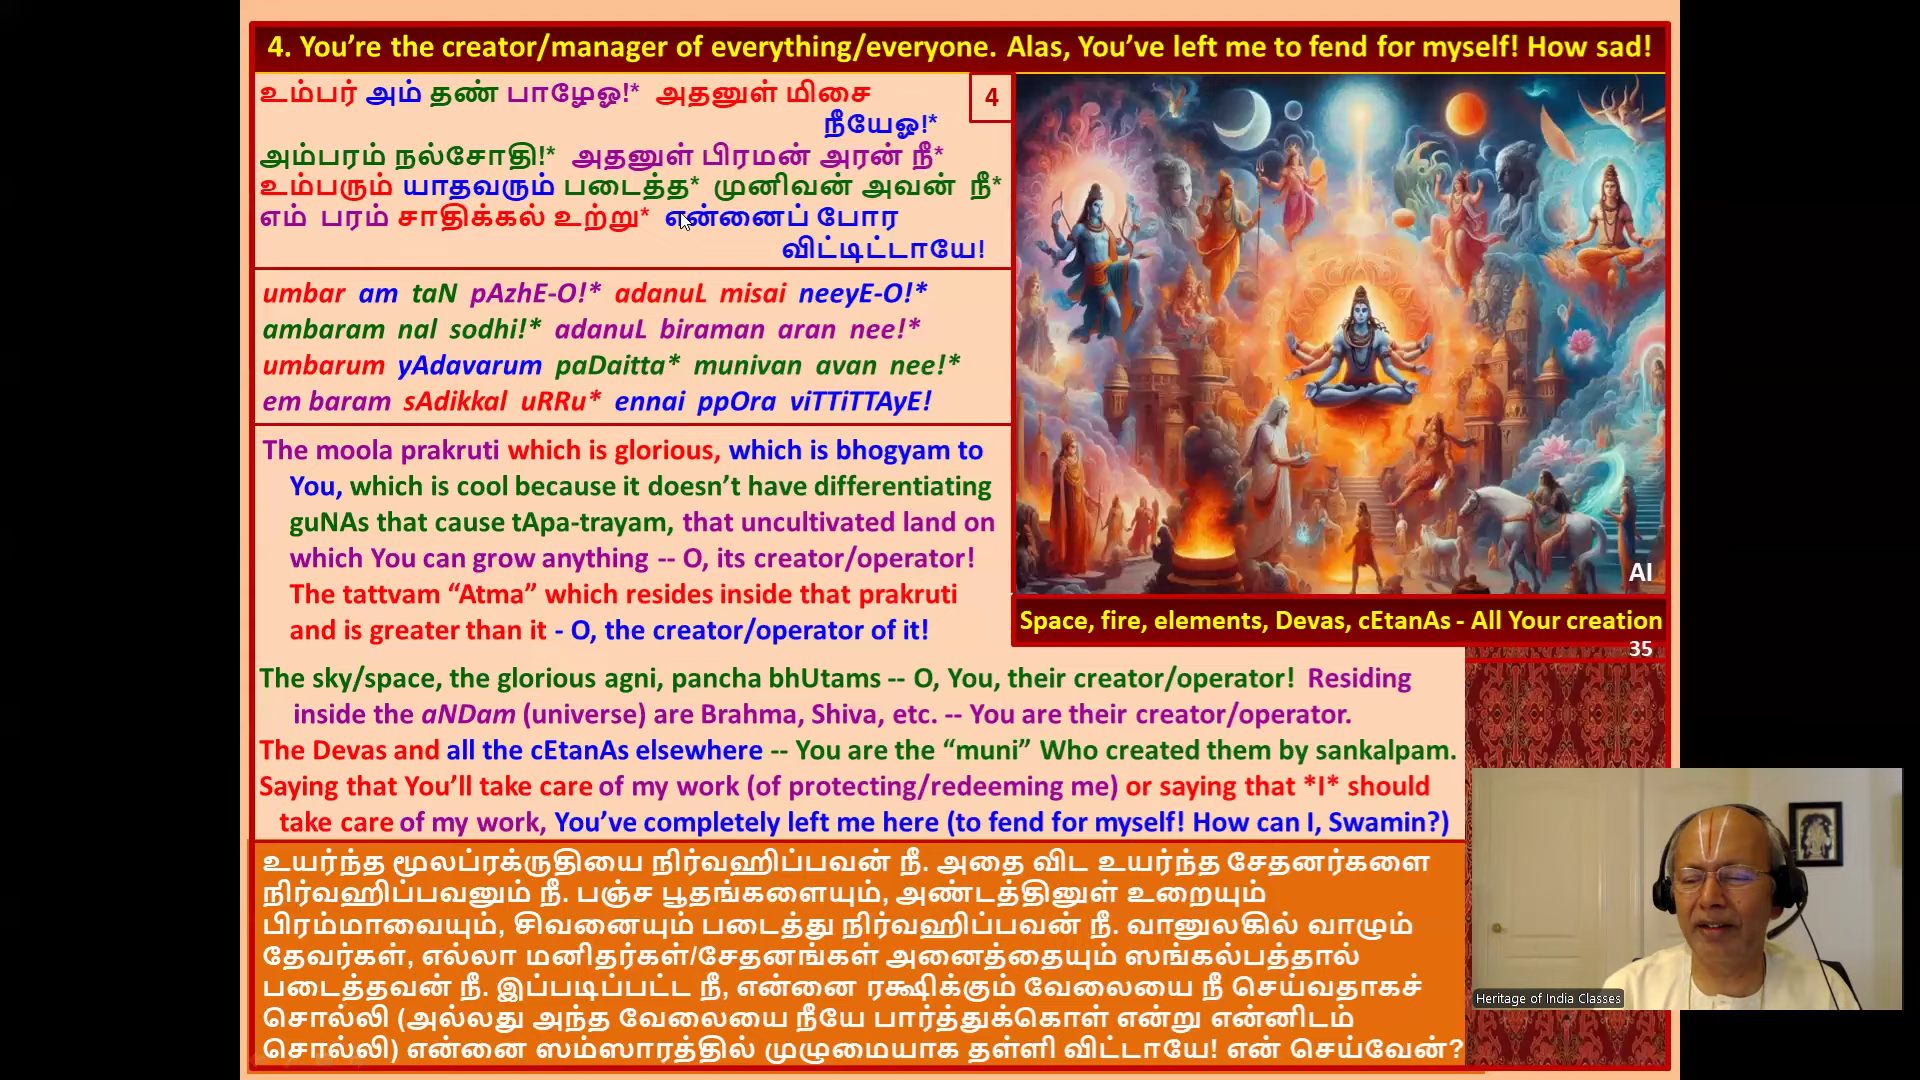 4. You're the creator/manager of everything/everyone. Alas, You've left me to fend for myself! How sad!
உம்பர் அம் தண் பாழேஓ!* அதனுள் மிசை
நீயேஓ!*
அம்பரம் நல்சோதி!* அதனுள் பிரமன் அரன் நீ*
உம்பரும் யாதவரும் படைத்த* முனிவன் அவன் நீ*
எம் பரம் சாதிக்கல் உற்று* என்னைப் போர
விட்டிட்டாயே!
4
umbar am taN pAzhE-O!* adanuL misai neeyE-O!*
ambaram nal sodhi!* adanuL biraman aran nee!*
umbarum yAdavarum paDaitta* munivan avan nee!*
em baram sAdikkal uRRu* ennai ppOra viTTiTTAyE!
The moola prakruti which is glorious, which is bhogyam to
You, which is cool because it doesn't have differentiating
guNAs that cause tApa-trayam, that uncultivated land on
which You can grow anything -- O, its creator/operator!
The tattvam “Atma” which resides inside that prakruti
and is greater than it - O, the creator/operator of it!
AI
Space, fire, elements, Devas, cEtanAs - All Your creation
35
The sky/space, the glorious agni, pancha bhUtams -- O, You, their creator/operator! Residing
inside the aNDam (universe) are Brahma, Shiva, etc. -- You are their creator/operator.
The Devas and all the cEtanAs elsewhere -- You are the “muni” Who created them by sankalpam.
Saying that You'll take care of my work (of protecting/redeeming me) or saying that *I* should
take care of my work, You've completely left me here (to fend for myself! How can I, Swamin?)
உயர்ந்த மூலப்ரக்ருதியை நிர்வஹிப்பவன் நீ. அதை விட உயர்ந்த சேதனர்களை
நிர்வஹிப்பவனும் நீ. பஞ்ச பூதங்களையும், அண்டத்தினுள் உறையும்
பிரம்மாவையும், சிவனையும் படைத்து நிர்வஹிப்பவன் நீ. வானுலகில் வாழும்
தேவர்கள், எல்லா மனிதர்கள்/சேதனங்கள் அனைத்தையும் ஸங்கல்பத்தால்
படைத்தவன் நீ. இப்படிப்பட்ட நீ, என்னை ரக்ஷிக்கும் வேலையை நீ செய்வதாகச்
சொல்லி (அல்லது அந்த வேலையை நீயே பார்த்துக்கொள் என்று என்னிடம்
சொல்லி) என்னை ஸம்ஸாரத்தில் முழுமையாக தள்ளி விட்டாயே! என் செய்வேன்?
Heritage of India Classes